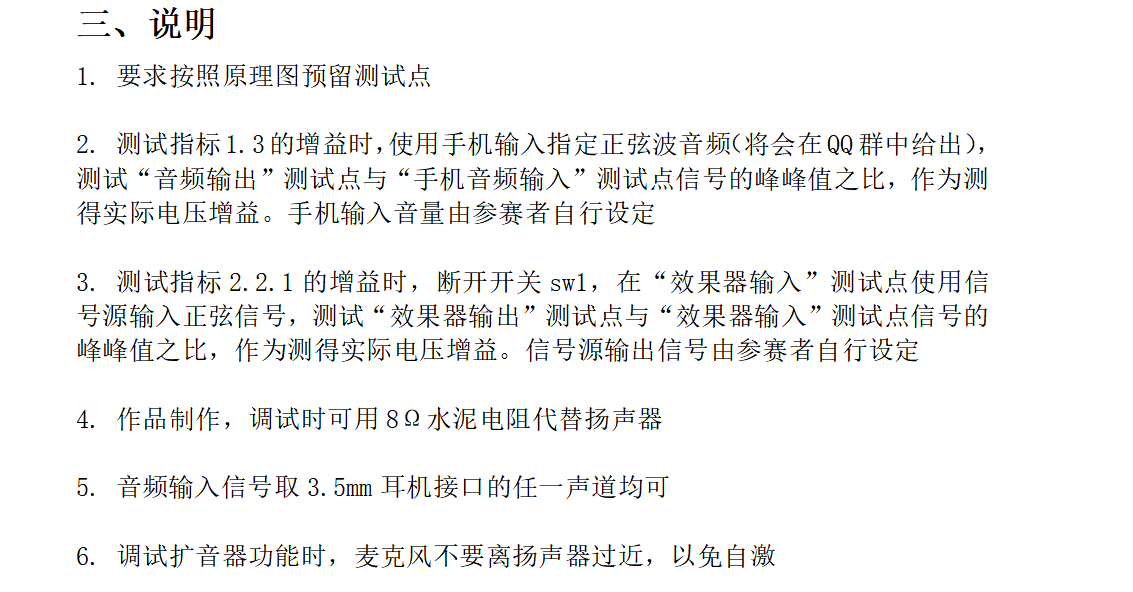 三、说明
1. 要求按照原理图预留测试点
2. 测试指标1.3的增益时,使用手机输入指定正弦波音频(将会在QQ群中给出),
测试“音频输出”测试点与“手机音频输入”测试点信号的峰峰值之比，作为测
得实际电压增益。手机输入音量由参赛者自行设定
3. 测试指标 2.2.1 的增益时，断开开关 sw1，在“效果器输入”测试点使用信
号源输入正弦信号，测试“效果器输出”测试点与“效果器输入”测试点信号的
峰峰值之比，作为测得实际电压增益。信号源输出信号由参赛者自行设定
4. 作品制作，调试时可用 8Ω 水泥电阻代替扬声器
5. 音频输入信号取 3.5mm 耳机接口的任一声道均可
6. 调试扩音器功能时，麦克风不要离扬声器过近，以免自激